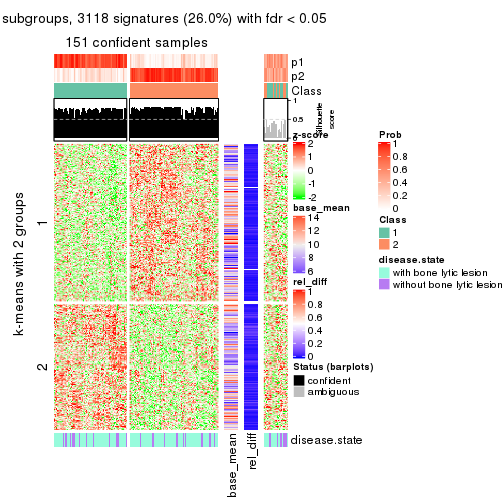 subgroups, 3118 signatures (26.0%) with fdr < 0.05
151 confident samples
p1
p2
Class
1
0.5
0
Silhouette
score
k-means with 2 groups
1
2
z-score
2
1
0
-1
-2
base_mean
14
12
10
8
6
rel_diff
1
0.8
0.6
0.4
0.2
0
Status (barplots)
confident
ambiguous
Prob
1
0.8
0.6
0.4
0.2
0
Class
1
2
disease.state
with bone lytic lesion
without bone lytic lesion
disease.state
base_mean
rel_diff